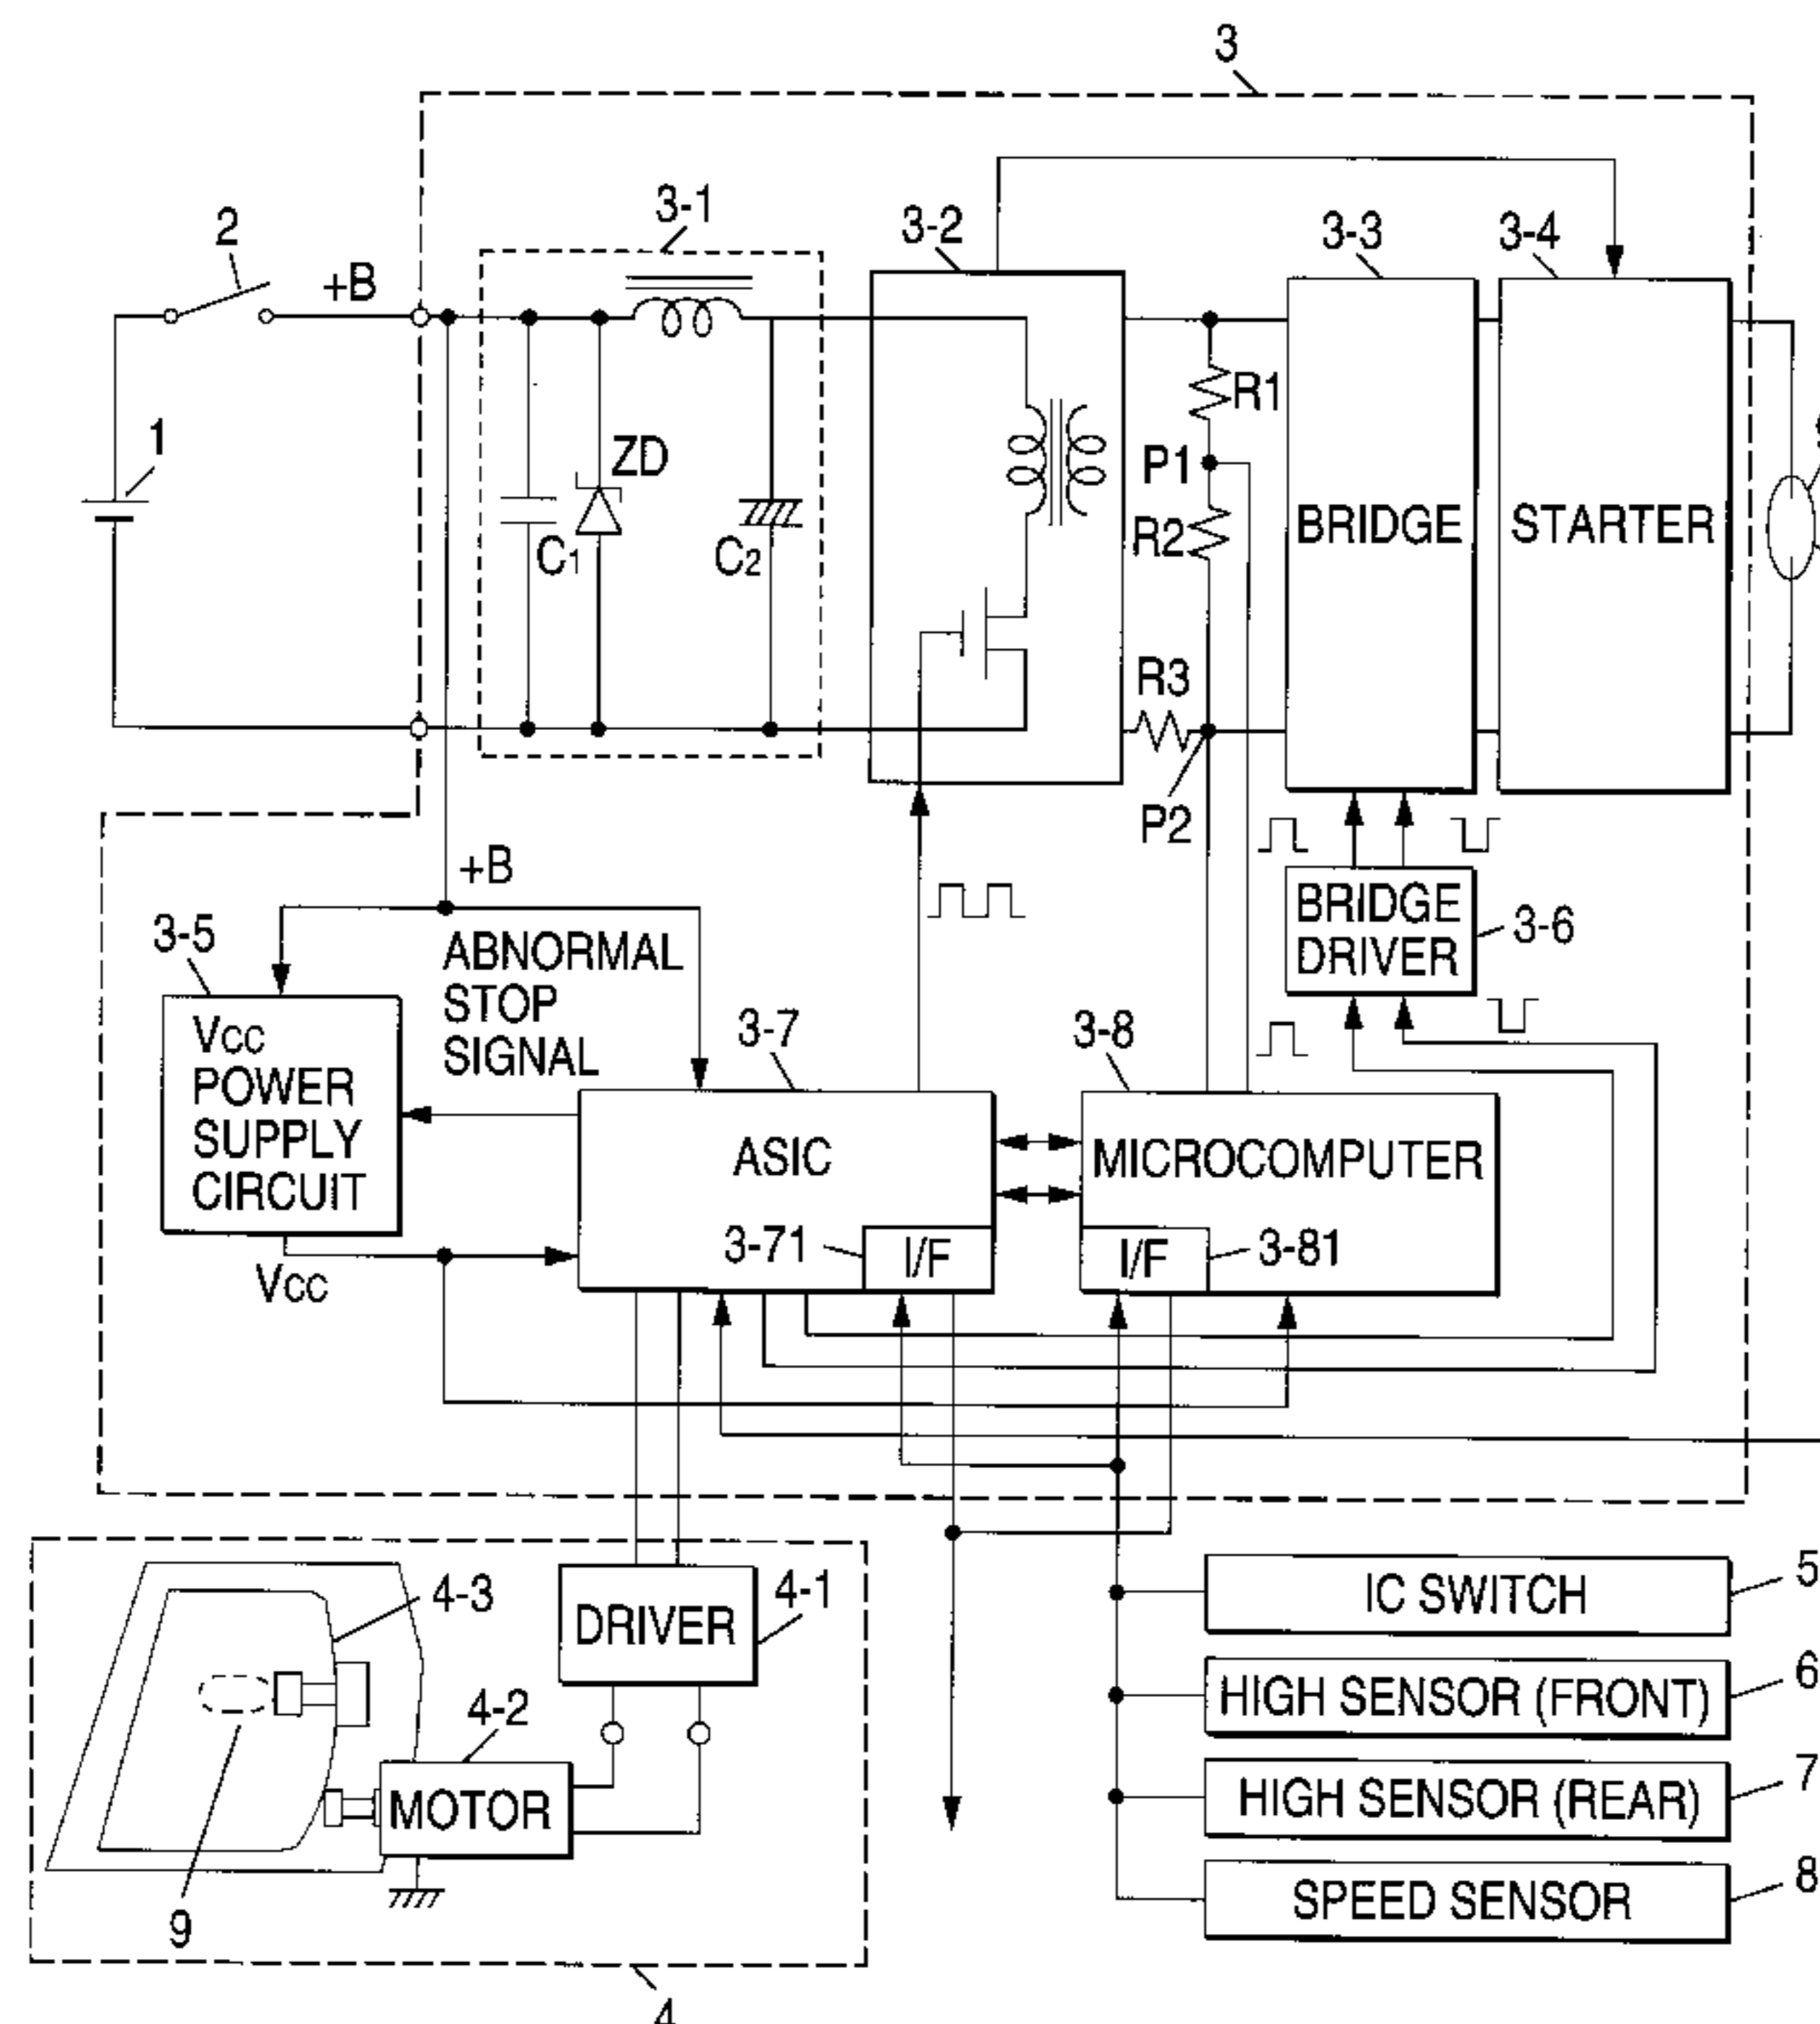 3
3-1
3-2
3-3
3-4
2
+B
1
ZD
C1
C2
R1
P1
R2
R3
P2
BRIDGE
STARTER
+B
3-5
ABNORMAL
STOP
SIGNAL
BRIDGE
DRIVER
3-6
VCC
POWER
SUPPLY
CIRCUIT
3-7
3-8
ASIC
MICROCOMPUTER
3-71
I/F
I/F
3-81
VCC
4-3
DRIVER
4-1
4-2
MOTOR
9
4
IC SWITCH
5
HIGH SENSOR (FRONT)
6
HIGH SENSOR (REAR)
7
SPEED SENSOR
8